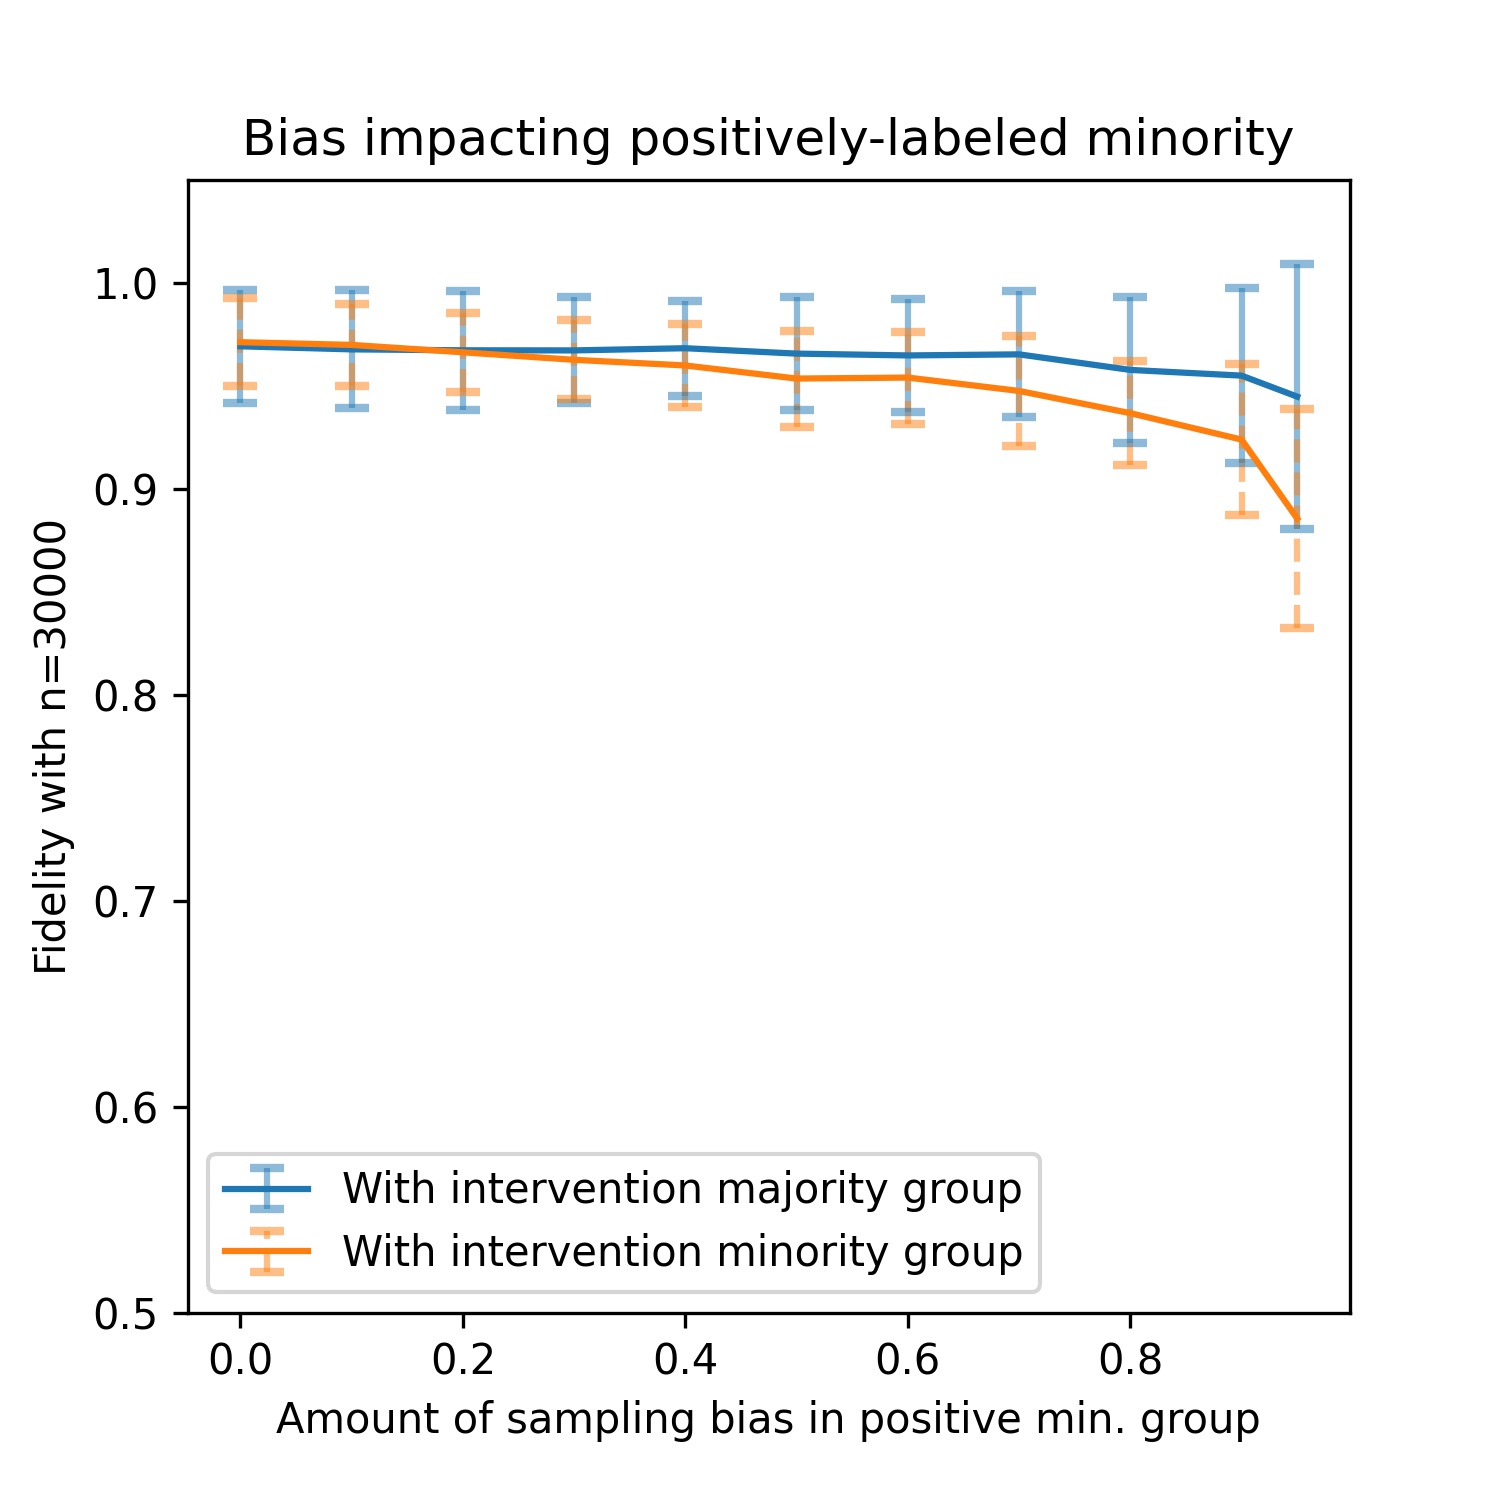 Bias impacting positively-labeled minority
Fidelity with n=30000
1.0
0.9
0.8
0.7
0.6
0.5
With intervention majority group
With intervention minority group
0.0 0.2 0.4 0.6 0.8
Amount of sampling bias in positive min. group